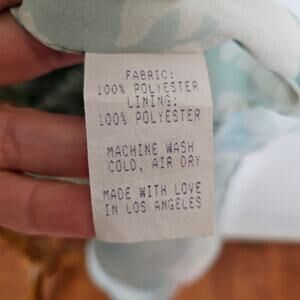 FABRIC:
100% POLYESTER
LINING:
100% POLYESTER
MACHINE WASH
COLD, AIR DRY
MADE WITH LOVE
IN LOS ANGELES